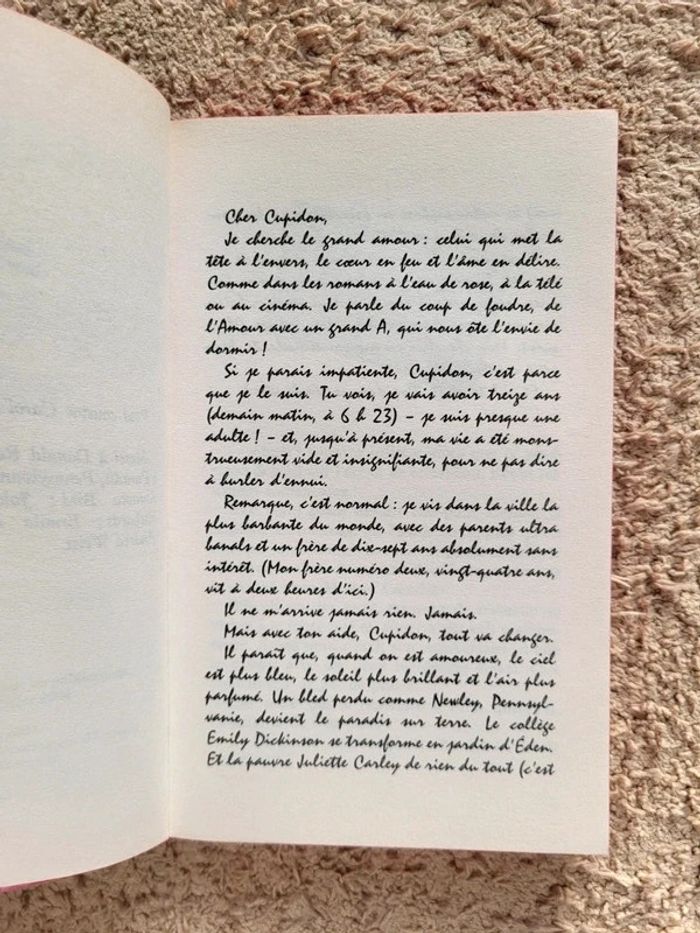 Cher Cupidon,
Je cherche le grand amour : celui qui met la
tête à l'envers, le cœur en feu et l'âme en délire.
Comme dans les romans à l'eau de rose, à la télé
ou au cinéma. Je parle du coup de foudre, de
l'Amour avec un grand A, qui nous ôte l'envie de
dormir !
Si je parais impatiente, Cupidon, c'est parce
que je le suis. Tu vois, je vais avoir treize ans
(demain matin, à 6 h 23) – je suis presque une
adulte ! – et, jusqu'à présent, ma vie a été mons-
trueusement vide et insignifiante, pour ne pas dire
à hurler d'ennui.
Remarque, c'est normal : je vis dans la ville la
plus barbante du monde, avec des parents ultra
banals et un frère de dix-sept ans absolument sans
intérêt. (Mon frère numéro deux, vingt-quatre ans,
vit à deux heures d'ici.)
Il ne m'arrive jamais rien. Jamais.
Mais avec ton aide, Cupidon, tout va changer.
Il paraît que, quand on est amoureux, le ciel
est plus bleu, le soleil plus brillant et l'air plus
parfumé. Un bled perdu comme Newley, Pennsyl-
vanie, devient le paradis sur terre. Le collège
Emily Dickinson se transforme en jardin d'Éden.
Et la pauvre Juliette Carley de rien du tout (c'est